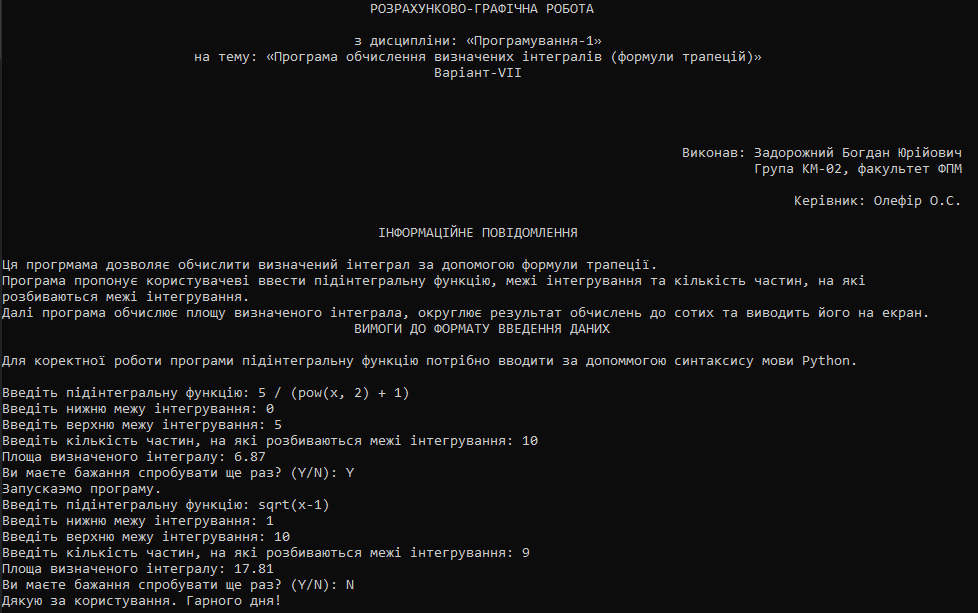 РОЗРАХУНКОВО-ГРАФІЧНА РОБОТА
з дисципліни: «Програмування-1»
на тему: «Програма обчислення визначених інтегралів (формули трапецій)»
Варіант-VII
Виконав: Задорожний Богдан Юрійович
Група КМ-02, факультет ФПМ
Керівник: Олефір О.С.
ІНФОРМАЦІЙНЕ ПОВІДОМЛЕННЯ
Ця прогрмама дозволяє обчислити визначений інтеграл за допомогою формули трапеції.
Програма пропонує користувачеві ввести підінтегральну функцію, межі інтегрування та кількість частин, на які
розбиваються межі інтегрування.
Далі програма обчислює площу визначеного інтеграла, округлює результат обчислень до сотих та виводить його на екран.
ВИМОГИ ДО ФОРМАТУ ВВЕДЕННЯ ДАНИХ
Для коректної роботи програми підінтегральну функцію потрібно вводити за допоммогою синтаксису мови Python.
Введіть підінтегральну функцію: 5 / (pow(x, 2) + 1)
Введіть нижню межу інтегрування: 0
Введіть верхню межу інтегрування: 5
Введіть кількість частин, на які розбиваються межі інтегрування: 10
Площа визначеного інтегралу: 6.87
Ви маєте бажання спробувати ще раз? (Y/N): Y
Запускаэмо програму.
Введіть підінтегральну функцію: sqrt(x-1)
Введіть нижню межу інтегрування: 1
Введіть верхню межу інтегрування: 10
Введіть кількість частин, на які розбиваються межі інтегрування: 9
Площа визначеного інтегралу: 17.81
Ви маєте бажання спробувати ще раз? (Y/N): N
Дякую за користування. Гарного дня!